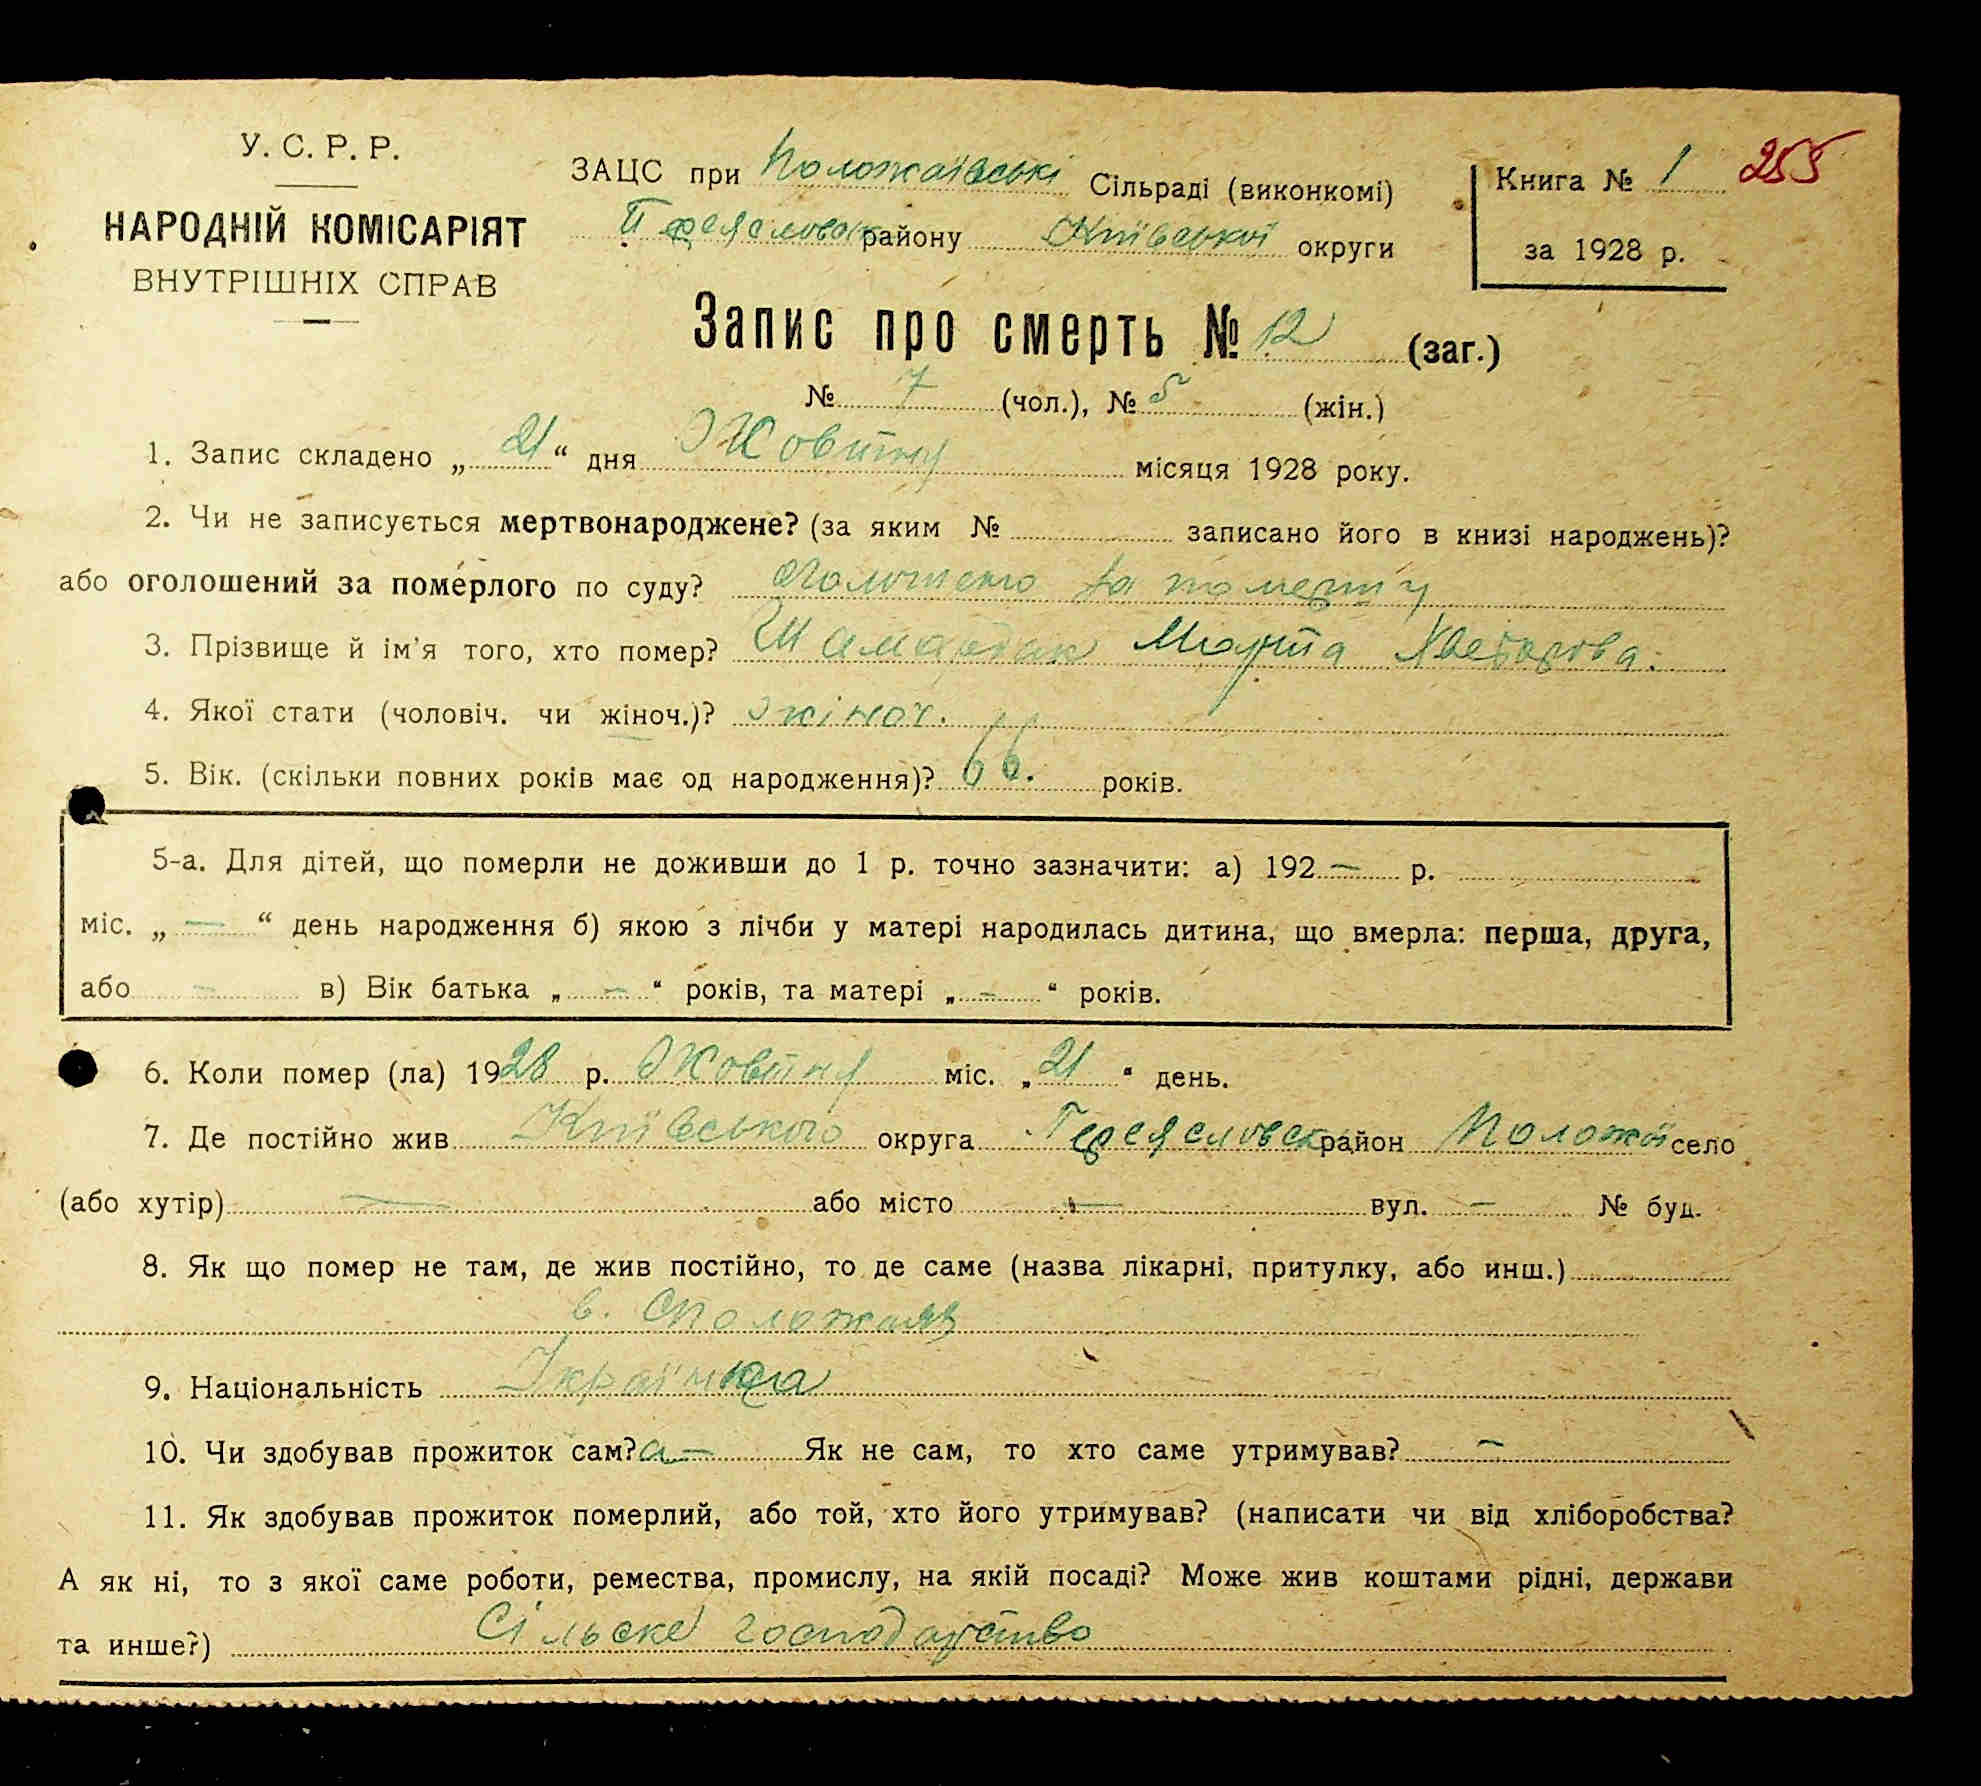 У. С. Р. Р.
НАРОДНІЙ КОМІСАРІЯТ
ВНУТРІШНІХ СПРАВ
ЗАЦС при Положаївські Сільраді (виконкомі)
району Київської округи
Книга № 1 255
за 1928 р.
Запис про смерть № 12 (заг.)
№ 7 (чол.), № 5 (жін.)
1. Запис складено „ 21 “ дня Жовтня місяця 1928 року.
2. Чи не записується мертвонароджене? (за яким № записано його в книзі народжень)?
або оголошений за померлого по суду? оголошено за
3. Прізвище й ім'я того, хто помер? Марта
4. Якої стати (чоловіч. чи жіноч.)? жіноч.
5. Вік. (скільки повних років має од народження)? 66. років.
5-а. Для дітей, що померли не доживши до 1 р. точно зазначити: а) 192 — р.
міс. „ — “ день народження б) якою з лічби у матері народилась дитина, що вмерла: перша, друга,
або — в) Вік батька „ — “ років, та матері „ — “ років.
6. Коли помер (ла) 1928 р. Жовтня міс. „ 21 “ день.
7. Де постійно жив Київського округа район Положаї село
(або хутір) — або місто — вул. — № буд.
8. Як що помер не там, де жив постійно, то де саме (назва лікарні, притулку, або инш.)
в. с Положаях
9. Національність Українка
10. Чи здобував прожиток сам? а — Як не сам, то хто саме утримував? —
11. Як здобував прожиток померлий, або той, хто його утримував? (написати чи від хліборобства?
А як ні, то з якої саме роботи, ремества, промислу, на якій посаді? Може жив коштами рідні, держави
та инше?) Сільске господарство